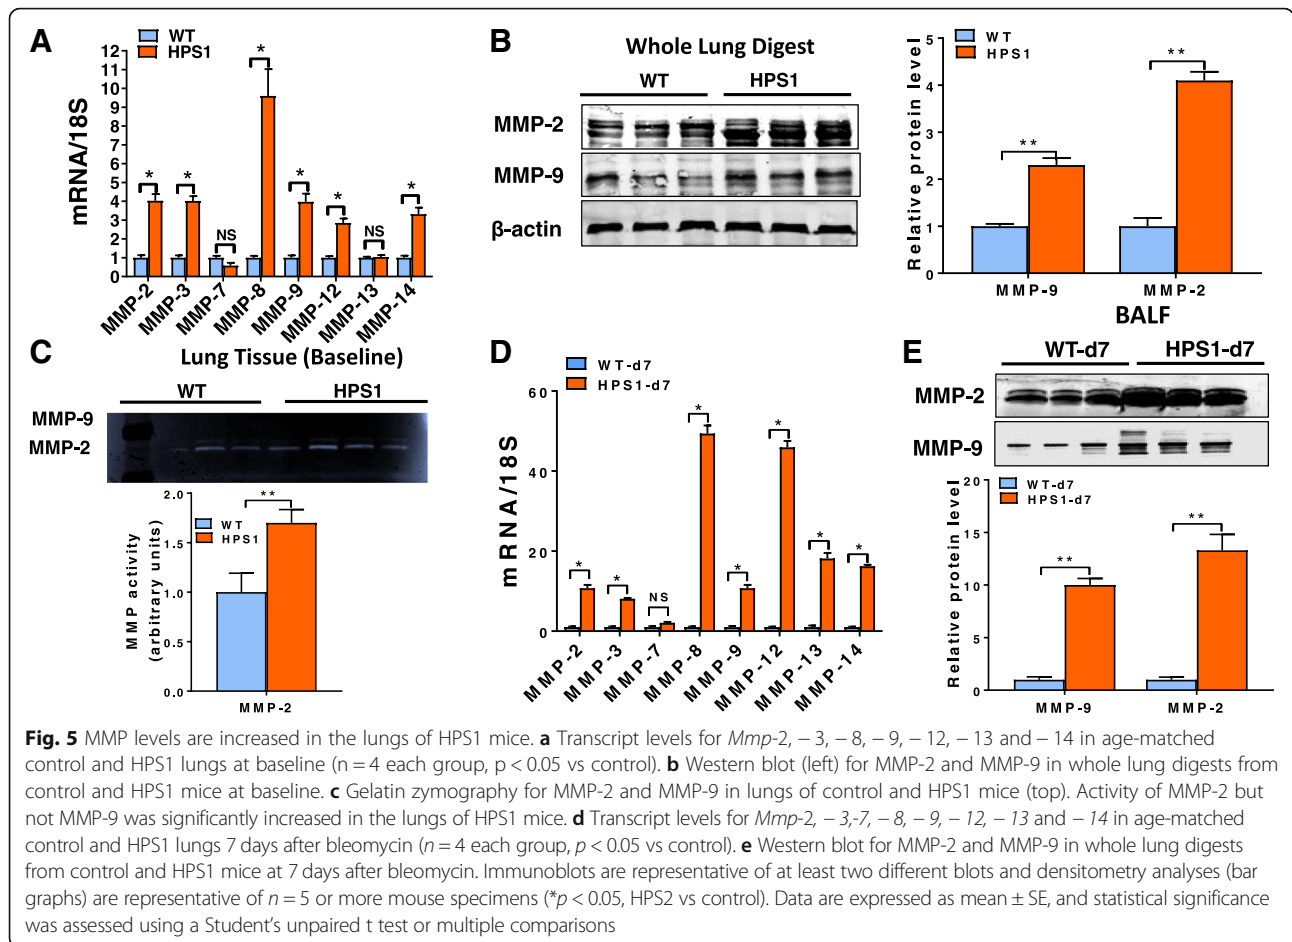 A
WT
HPS1
mRNA/18S
12
11
10
9
8
7
6
5
4
3
2
1
0
*
*
NS
*
*
*
NS
*
MMP-2
MMP-3
MMP-7
MMP-8
MMP-9
MMP-12
MMP-13
MMP-14
B
Whole Lung Digest
WT HPS1
MMP-2
MMP-9
β-actin
WT
HPS1
Relative protein level
5
4
3
2
1
0
**
**
MMP-9 MMP-2
C
Lung Tissue (Baseline)
WT HPS1
MMP-9
MMP-2
MMP activity
(arbitrary units)
2.0
1.5
1.0
0.5
0.0
**
WT
HPS1
MMP-2
D
WT-d7
HPS1-d7
mRNA/18S
60
40
20
0
*
*
NS
*
*
*
*
*
MMP-2
MMP-3
MMP-7
MMP-8
MMP-9
MMP-12
MMP-13
MMP-14
E
BALF
WT-d7 HPS1-d7
MMP-2
MMP-9
WT-d7
HPS1-d7
Relative protein level
20
15
10
5
0
**
**
MMP-9 MMP-2
Fig. 5 MMP levels are increased in the lungs of HPS1 mice. a Transcript levels for Mmp-2, − 3, − 8, − 9, − 12, − 13 and − 14 in age-matched
control and HPS1 lungs at baseline (n = 4 each group, p < 0.05 vs control). b Western blot (left) for MMP-2 and MMP-9 in whole lung digests from
control and HPS1 mice at baseline. c Gelatin zymography for MMP-2 and MMP-9 in lungs of control and HPS1 mice (top). Activity of MMP-2 but
not MMP-9 was significantly increased in the lungs of HPS1 mice. d Transcript levels for Mmp-2, − 3,-7, − 8, − 9, − 12, − 13 and − 14 in age-matched
control and HPS1 lungs 7 days after bleomycin (n = 4 each group, p < 0.05 vs control). e Western blot for MMP-2 and MMP-9 in whole lung digests
from control and HPS1 mice at 7 days after bleomycin. Immunoblots are representative of at least two different blots and densitometry analyses (bar
graphs) are representative of n = 5 or more mouse specimens (*p < 0.05, HPS2 vs control). Data are expressed as mean ± SE, and statistical significance
was assessed using a Student's unpaired t test or multiple comparisons